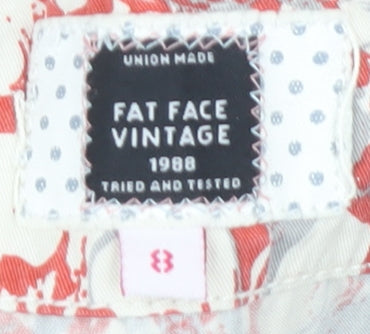 UNION MADE
FAT FACE
VINTAGE
1988
TRIED AND TESTED
8